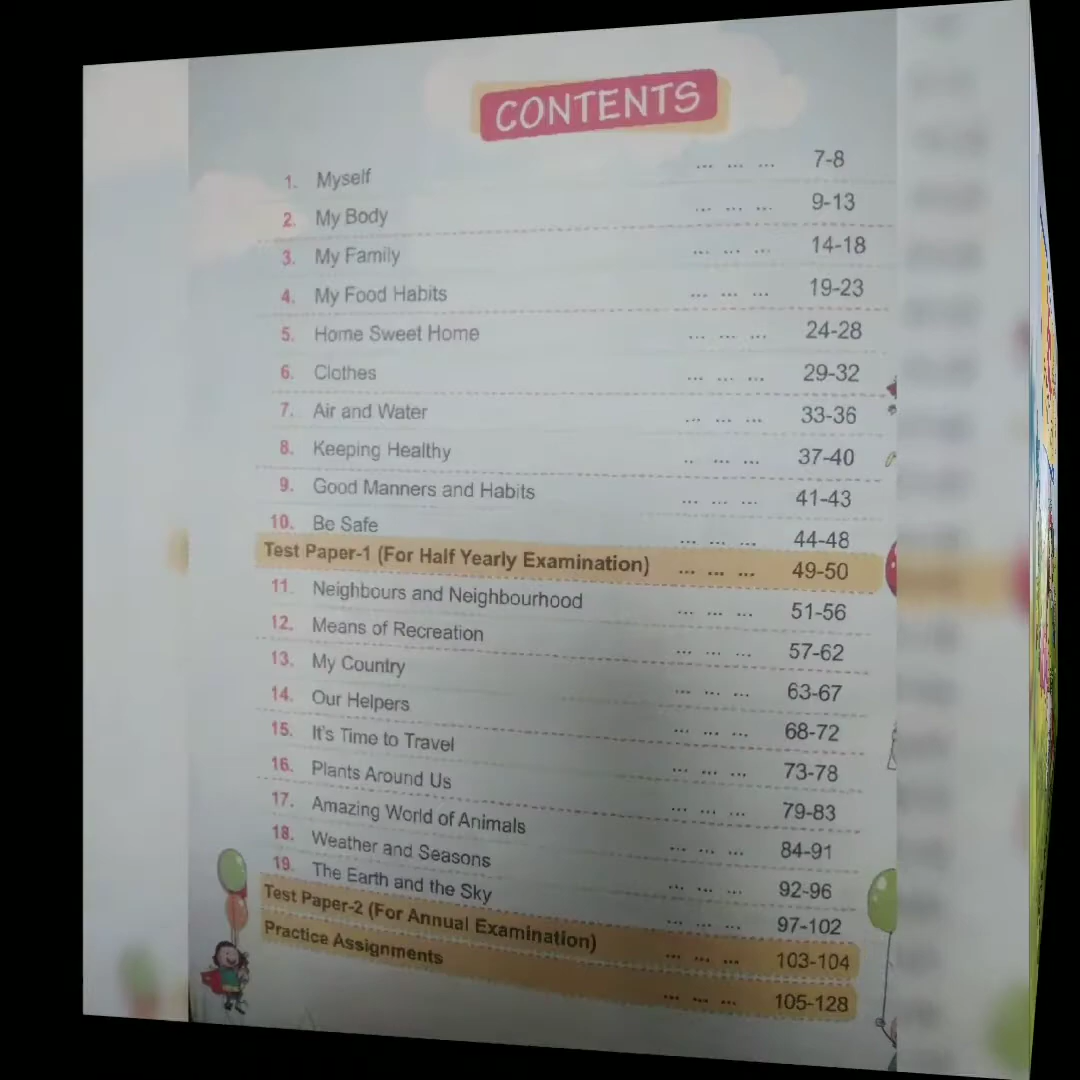 CONTENTS
1. Myself ... ... ... 7-8
2. My Body ... ... ... 9-13
3. My Family ... ... ... 14-18
4. My Food Habits ... ... ... 19-23
5. Home Sweet Home ... ... ... 24-28
6. Clothes ... ... ... 29-32
7. Air and Water ... ... ... 33-36
8. Keeping Healthy .. ... ... 37-40
9. Good Manners and Habits ... ... ... 41-43
10. Be Safe ... ... ... 44-48
Test Paper-1 (For Half Yearly Examination) ... ... ... 49-50
11. Neighbours and Neighbourhood ... ... ... 51-56
12. Means of Recreation ... ... ... 57-62
13. My Country ... ... ... 63-67
14. Our Helpers ... ... ... 68-72
15. It's Time to Travel ... ... ... 73-78
16. Plants Around Us ... ... ... 79-83
17. Amazing World of Animals ... ... ... 84-91
18. Weather and Seasons ... ... ... 92-96
19. The Earth and the Sky ... ... ... 97-102
Test Paper-2 (For Annual Examination) ... ... ... 103-104
Practice Assignments ... ... ... 105-128